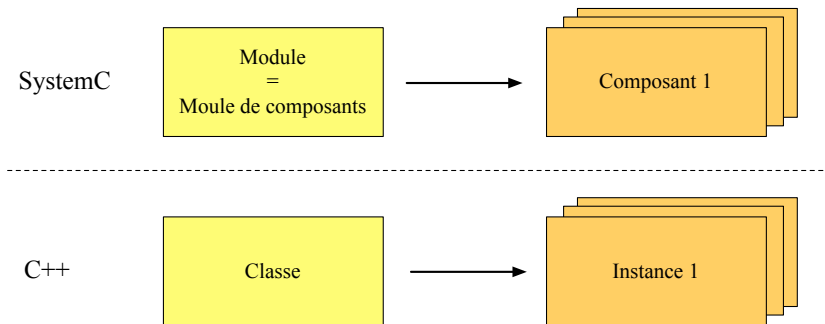 SystemC
Module
=
Moule de composants
Composant 1
C++
Classe
Instance 1